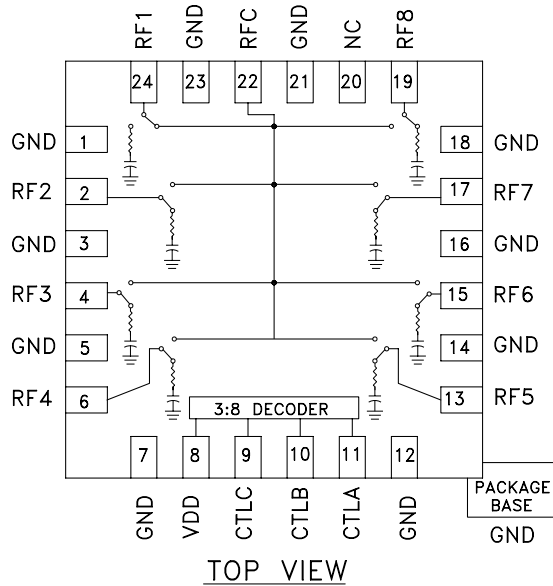 RF1 GND RFC GND NC RF8
24 23 22 21 20 19
GND 1 18 GND
RF2 2 17 RF7
GND 3 16 GND
RF3 4 15 RF6
GND 5 14 GND
RF4 6 13 RF5
3:8 DECODER
7 8 9 10 11 12
GND VDD CTLC CTLB CTLA GND
PACKAGE
BASE
GND
TOP VIEW